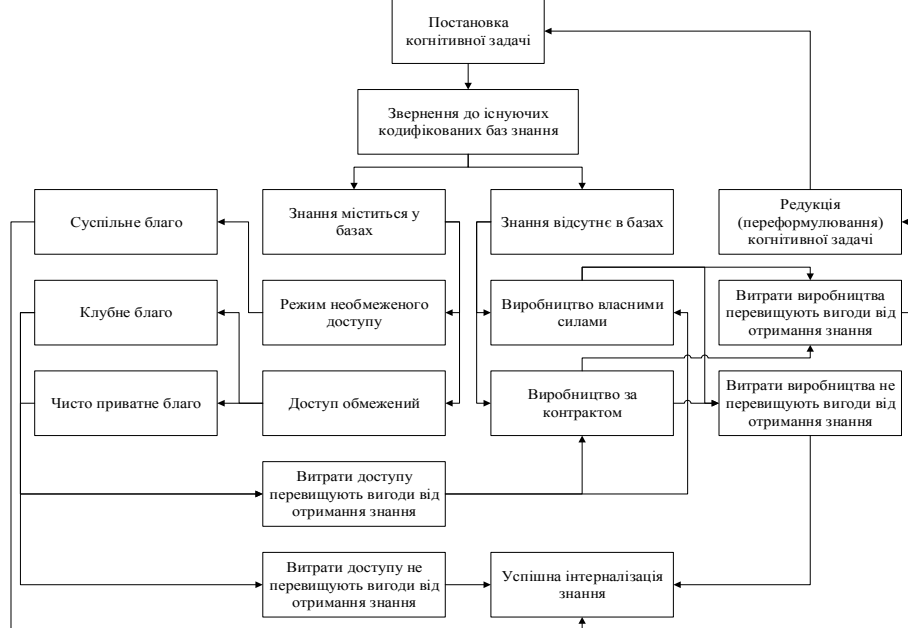 Постановка
когнітивної задачі
Звернення до існуючих
кодифікованих баз знання
Суспільне благо
Знання міститься у
базах
Знання відсутнє в базах
Редукція
(переформулювання)
когнітивної задачі
Клубне благо
Режим необмеженого
доступу
Виробництво власними
силами
Витрати виробництва
перевищують вигоди від
отримання знання
Чисто приватне благо
Доступ обмежений
Виробництво за
контрактом
Витрати виробництва не
перевищують вигоди від
отримання знання
Витрати доступу
перевищують вигоди від
отримання знання
Витрати доступу не
перевищують вигоди від
отримання знання
Успішна інтерналізація
знання